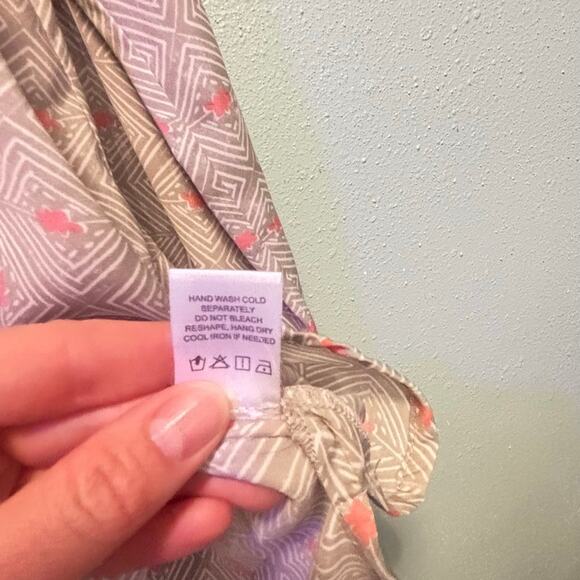 HAND WASH COLD
SEPARATELY
DO NOT BLEACH
RESHAPE, HANG DRY
COOL IRON IF NEEDED